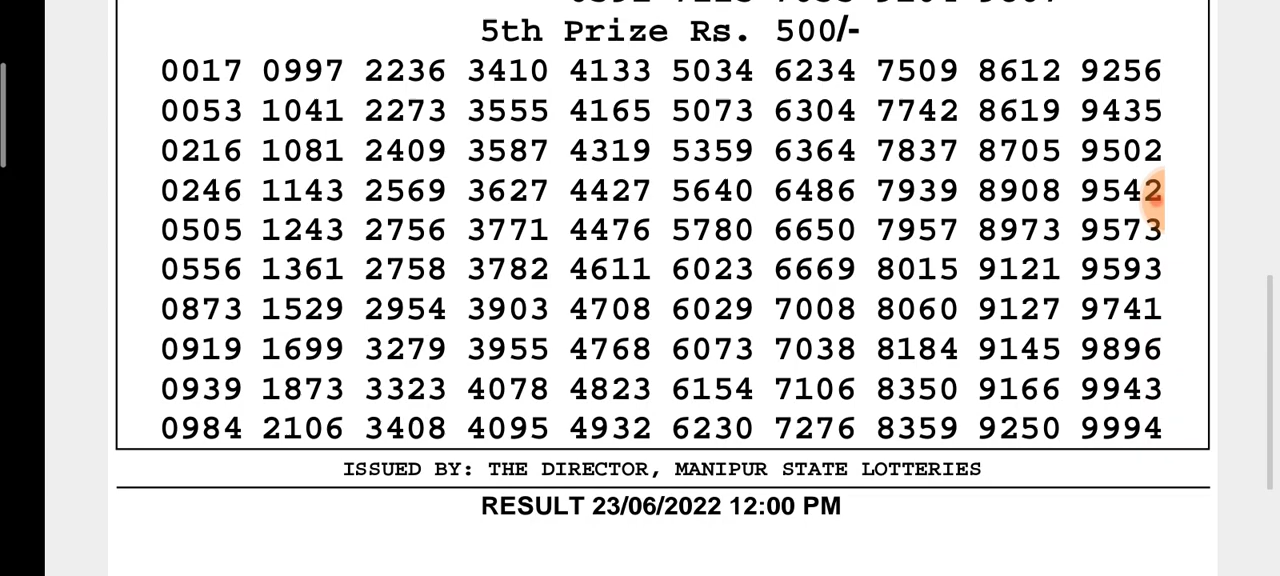 5th Prize Rs. 500/-
0017 0997 2236 3410 4133 5034 6234 7509 8612 9256
0053 1041 2273 3555 4165 5073 6304 7742 8619 9435
0216 1081 2409 3587 4319 5359 6364 7837 8705 9502
0246 1143 2569 3627 4427 5640 6486 7939 8908 9542
0505 1243 2756 3771 4476 5780 6650 7957 8973 9573
0556 1361 2758 3782 4611 6023 6669 8015 9121 9593
0873 1529 2954 3903 4708 6029 7008 8060 9127 9741
0919 1699 3279 3955 4768 6073 7038 8184 9145 9896
0939 1873 3323 4078 4823 6154 7106 8350 9166 9943
0984 2106 3408 4095 4932 6230 7276 8359 9250 9994
ISSUED BY: THE DIRECTOR, MANIPUR STATE LOTTERIES
RESULT 23/06/2022 12:00 PM